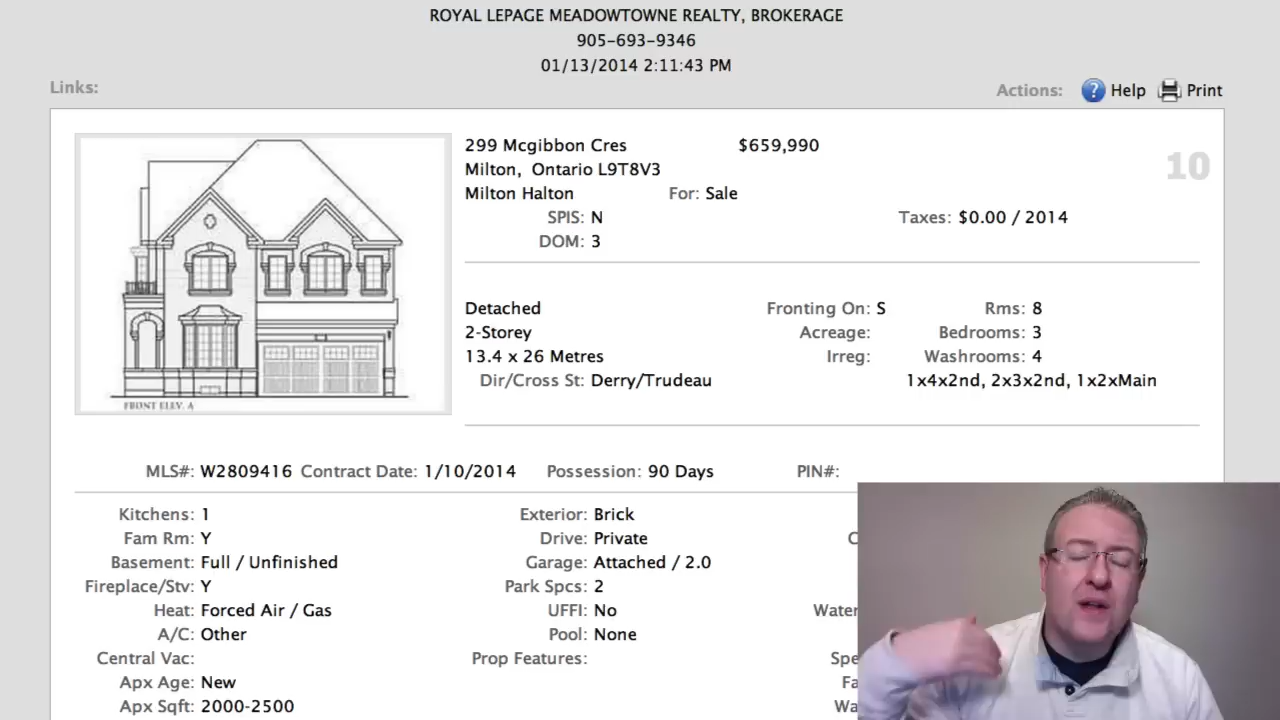 ROYAL LEPAGE MEADOWTOWNE REALTY, BROKERAGE
905-693-9346
01/13/2014 2:11:43 PM
Links: Actions: ? Help Print
299 Mcgibbon Cres $659,990
10
Milton, Ontario L9T8V3
Milton Halton For: Sale
SPIS: N Taxes: $0.00 / 2014
DOM: 3
Detached Fronting On: S Rms: 8
2-Storey Acreage: Bedrooms: 3
13.4 x 26 Metres Irreg: Washrooms: 4
Dir/Cross St: Derry/Trudeau 1x4x2nd, 2x3x2nd, 1x2xMain
FRONT ELEV. A
MLS#: W2809416 Contract Date: 1/10/2014 Possession: 90 Days PIN#:
Kitchens: 1 Exterior: Brick
Fam Rm: Y Drive: Private C
Basement: Full / Unfinished Garage: Attached / 2.0
Fireplace/Stv: Y Park Spcs: 2
Heat: Forced Air / Gas UFFI: No Water
A/C: Other Pool: None
Central Vac: Prop Features: Spe
Apx Age: New Fa
Apx Sqft: 2000-2500 Wa